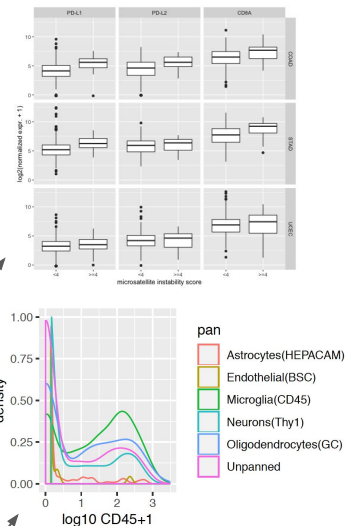 PD-L1 PD-L2 CD8A
10
5
0
COAD
10
5
0
STAD
10
5
0
UCEC
log2(normalized expr. + 1)
<4 >=4 <4 >=4 <4 >=4
microsatellite instability score
1.00
0.75
0.50
0.25
0.00
density
0 1 2 3
log10 CD45+1
pan
Astrocytes(HEPACAM)
Endothelial(BSC)
Microglia(CD45)
Neurons(Thy1)
Oligodendrocytes(GC)
Unpanned